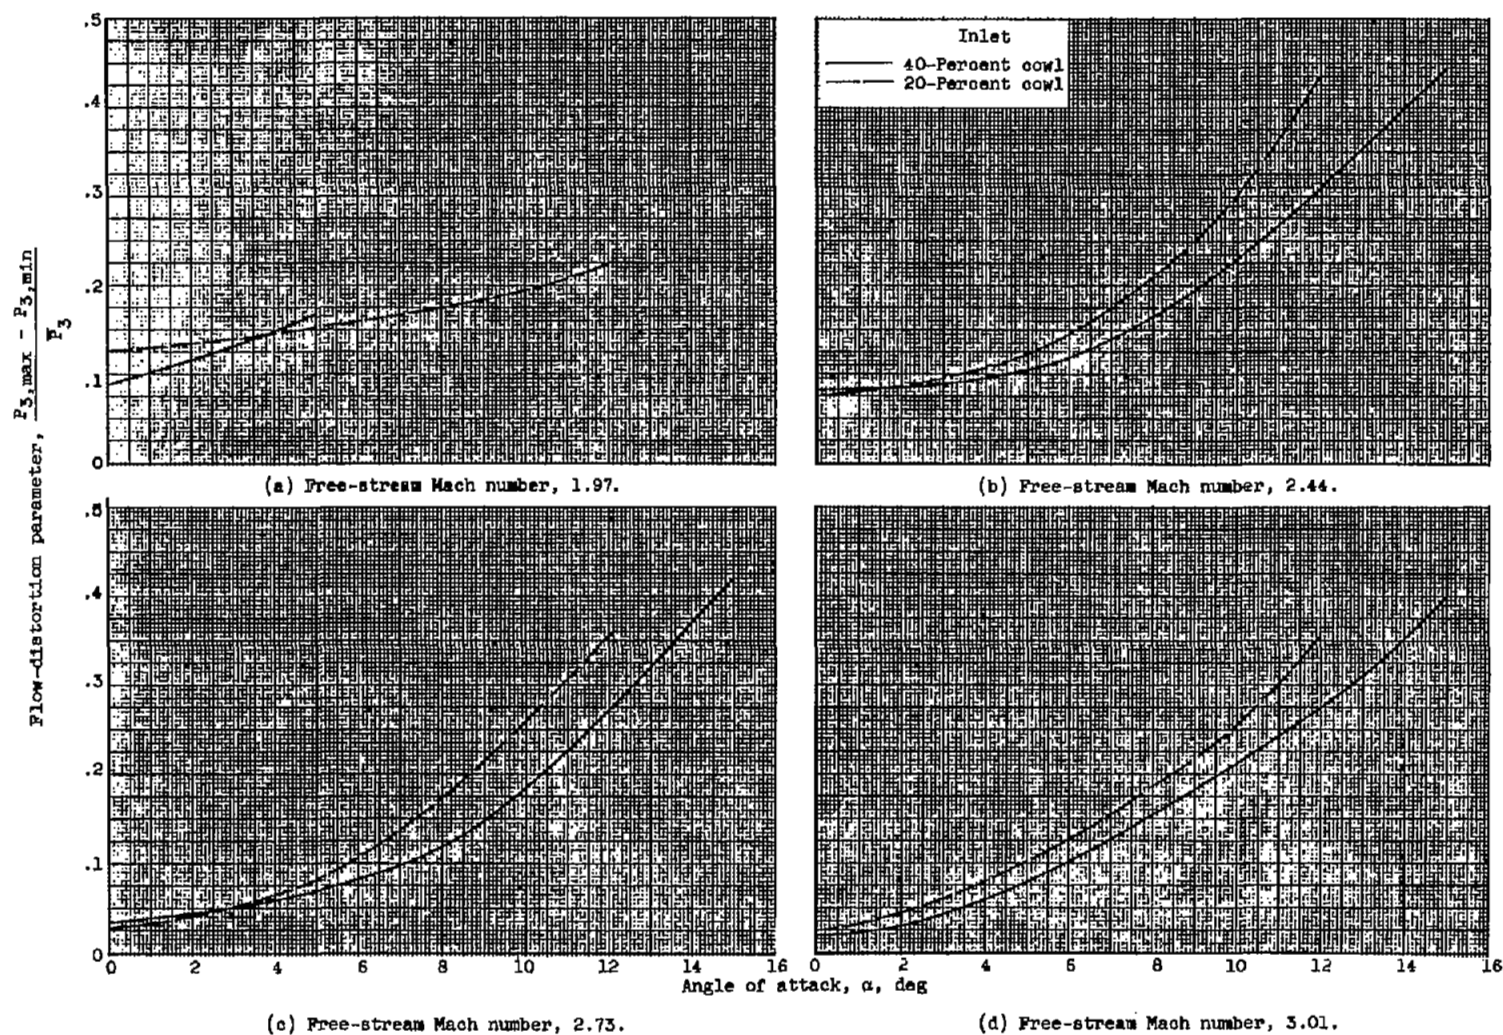 .5
.4
.3
.2
.1
0
Inlet
40-Percent cowl
20-Percent cowl
(a) Free-stream Mach number, 1.97.
(b) Free-stream Mach number, 2.44.
Flow-distortion parameter, P3,max - P3,min
P̄3
.5
.4
.3
.2
.1
0
0 2 4 6 8 10 12 14 16
0 2 4 6 8 10 12 14 16
Angle of attack, α, deg
(c) Free-stream Mach number, 2.73.
(d) Free-stream Mach number, 3.01.